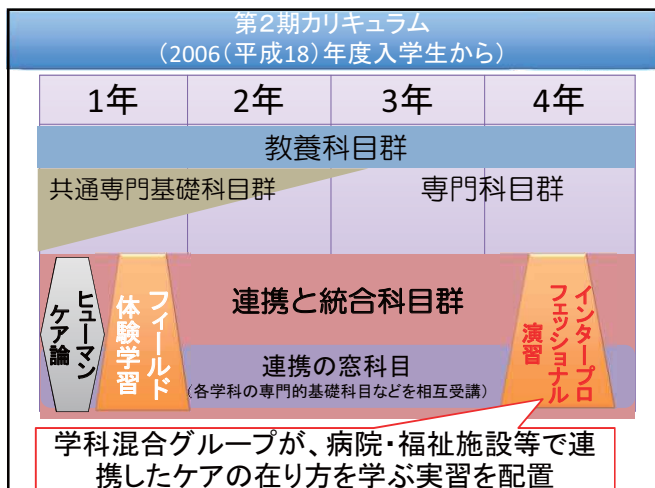 第2期カリキュラム
(2006(平成18)年度入学生から)
1年 2年 3年 4年
教養科目群
共通専門基礎科目群 専門科目群
ヒューマン
ケア論
フィールド
体験学習
連携と統合科目群
連携の窓科目
(各学科の専門的基礎科目などを相互受講)
インタープロ
フェッショナル
演習
学科混合グループが、病院・福祉施設等で連
携したケアの在り方を学ぶ実習を配置